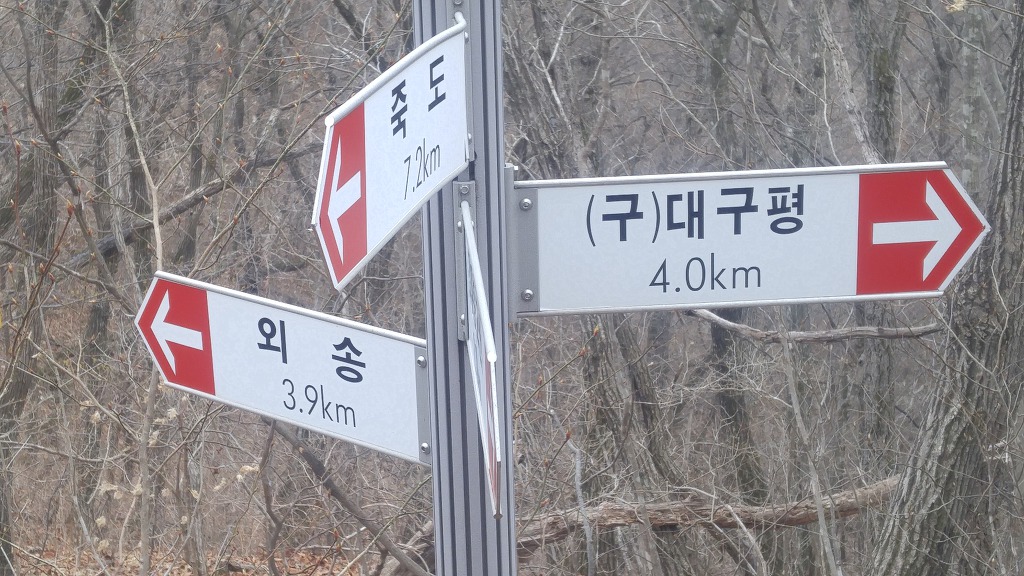 죽 도
7.2km
(구)대구평
4.0km
외 송
3.9km